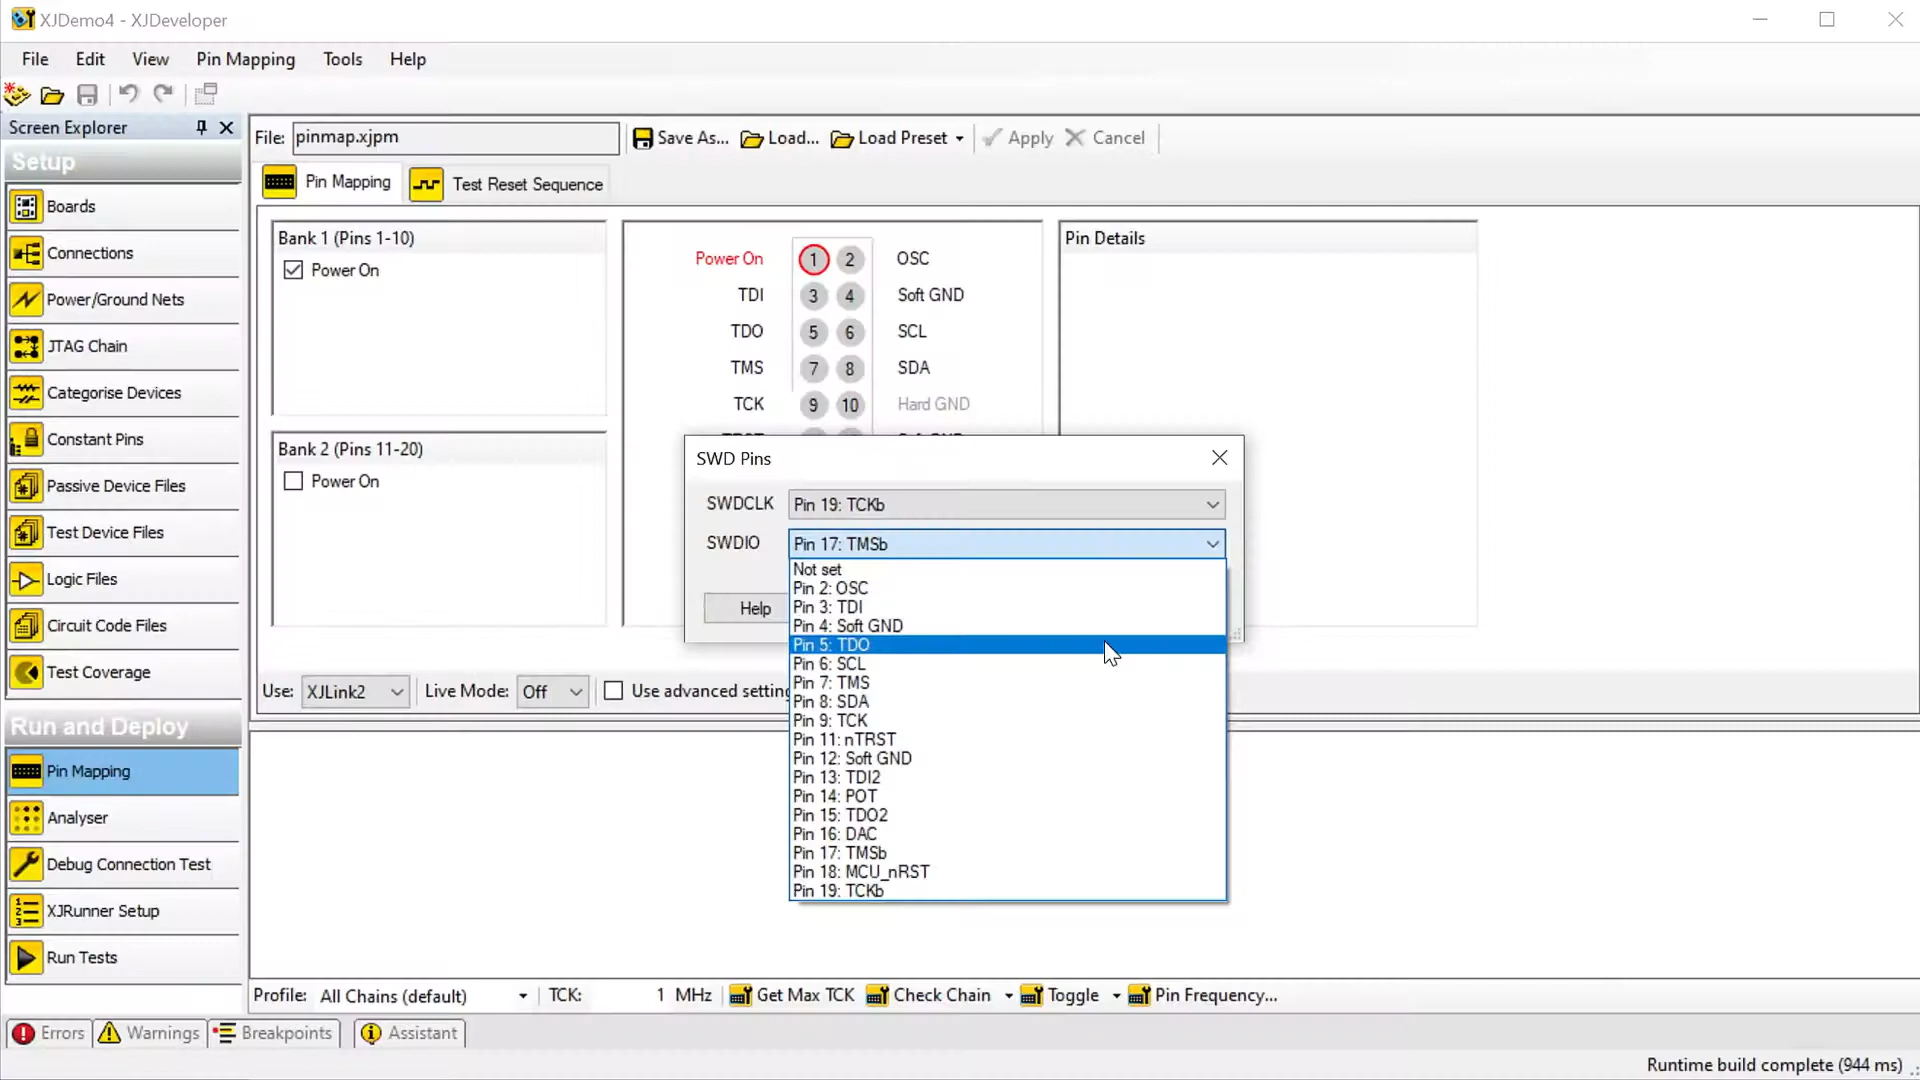 XJDemo4 - XJDeveloper
File Edit View Pin Mapping Tools Help
Screen Explorer
Setup
Boards
Connections
Power/Ground Nets
JTAG Chain
Categorise Devices
Constant Pins
Passive Device Files
Test Device Files
Logic Files
Circuit Code Files
Test Coverage
Run and Deploy
Pin Mapping
Analyser
Debug Connection Test
XJRunner Setup
Run Tests
File: pinmap.xjpm Save As... Load... Load Preset Apply Cancel
Pin Mapping Test Reset Sequence
Bank 1 (Pins 1-10)
Power On
Bank 2 (Pins 11-20)
Power On
Power On 1 2 OSC
TDI 3 4 Soft GND
TDO 5 6 SCL
TMS 7 8 SDA
TCK 9 10 Hard GND
Pin Details
SWD Pins
SWDCLK Pin 19: TCKb
SWDIO Pin 17: TMSb
Help
Not set
Pin 2: OSC
Pin 3: TDI
Pin 4: Soft GND
Pin 5: TDO
Pin 6: SCL
Pin 7: TMS
Pin 8: SDA
Pin 9: TCK
Pin 11: nTRST
Pin 12: Soft GND
Pin 13: TDI2
Pin 14: POT
Pin 15: TDO2
Pin 16: DAC
Pin 17: TMSb
Pin 18: MCU_nRST
Pin 19: TCKb
Use: XJLink2 Live Mode: Off Use advanced setting
Profile: All Chains (default) TCK: 1 MHz Get Max TCK Check Chain Toggle Pin Frequency...
Errors Warnings Breakpoints Assistant
Runtime build complete (944 ms)